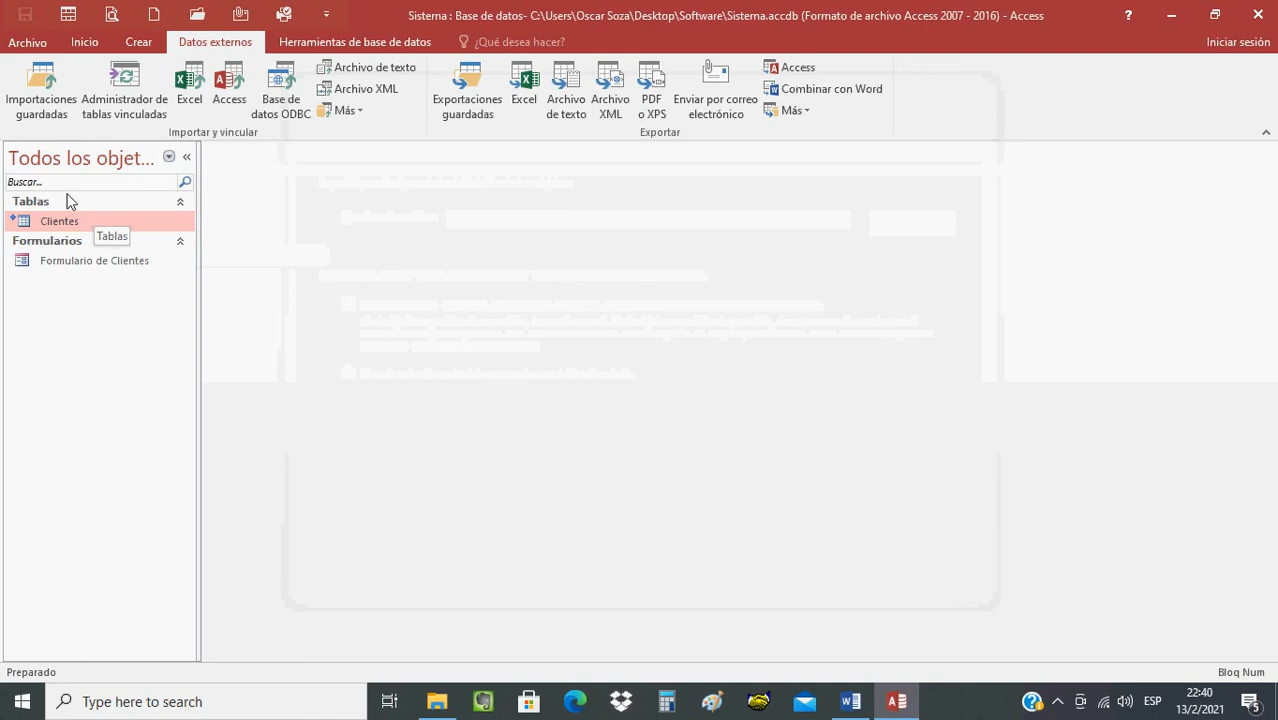 Sistema : Base de datos- C:\Users\Oscar Soza\Desktop\Software\Sistema.accdb (Formato de archivo Access 2007 - 2016) - Access
Archivo Inicio Crear Datos externos Herramientas de base de datos ¿Qué desea hacer? Iniciar sesión
Importaciones guardadas
Administrador de tablas vinculadas
Excel
Access
Base de datos ODBC
Archivo de texto
Archivo XML
Más
Importar y vincular
Exportaciones guardadas
Excel
Archivo de texto
Archivo XML
PDF o XPS
Enviar por correo electrónico
Access
Combinar con Word
Más
Exportar
Todos los objet...
Buscar...
Tablas
Clientes
Tablas
Formularios
Formulario de Clientes
Preparado
Bloq Num
Type here to search
ESP
22:40
13/2/2021
5